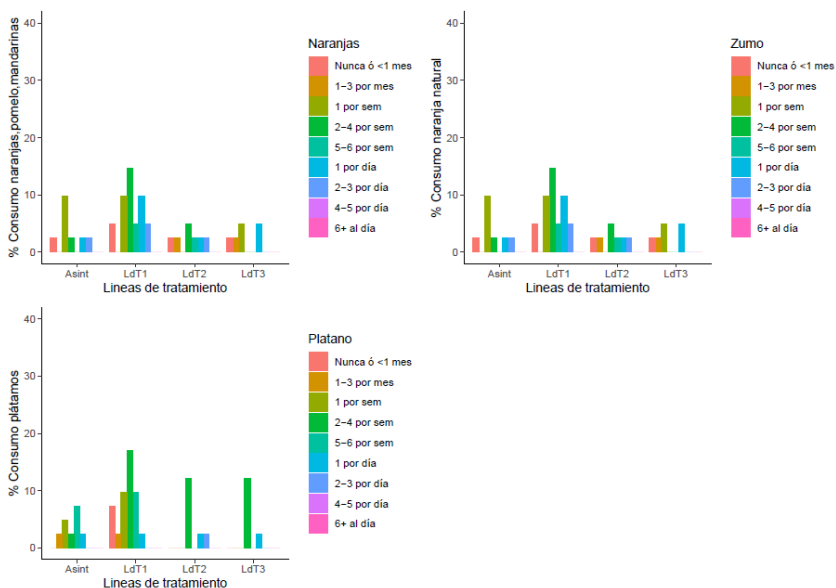 % Consumo naranjas,pomelo,mandarinas
40
30
20
10
0
Asint LdT1 LdT2 LdT3
Lineas de tratamiento
Naranjas
Nunca ó <1 mes
1−3 por mes
1 por sem
2−4 por sem
5−6 por sem
1 por día
2−3 por día
4−5 por día
6+ al día
% Consumo naranja natural
40
30
20
10
0
Asint LdT1 LdT2 LdT3
Lineas de tratamiento
Zumo
Nunca ó <1 mes
1−3 por mes
1 por sem
2−4 por sem
5−6 por sem
1 por día
2−3 por día
4−5 por día
6+ al día
% Consumo plátamos
40
30
20
10
0
Asint LdT1 LdT2 LdT3
Lineas de tratamiento
Platano
Nunca ó <1 mes
1−3 por mes
1 por sem
2−4 por sem
5−6 por sem
1 por día
2−3 por día
4−5 por día
6+ al día